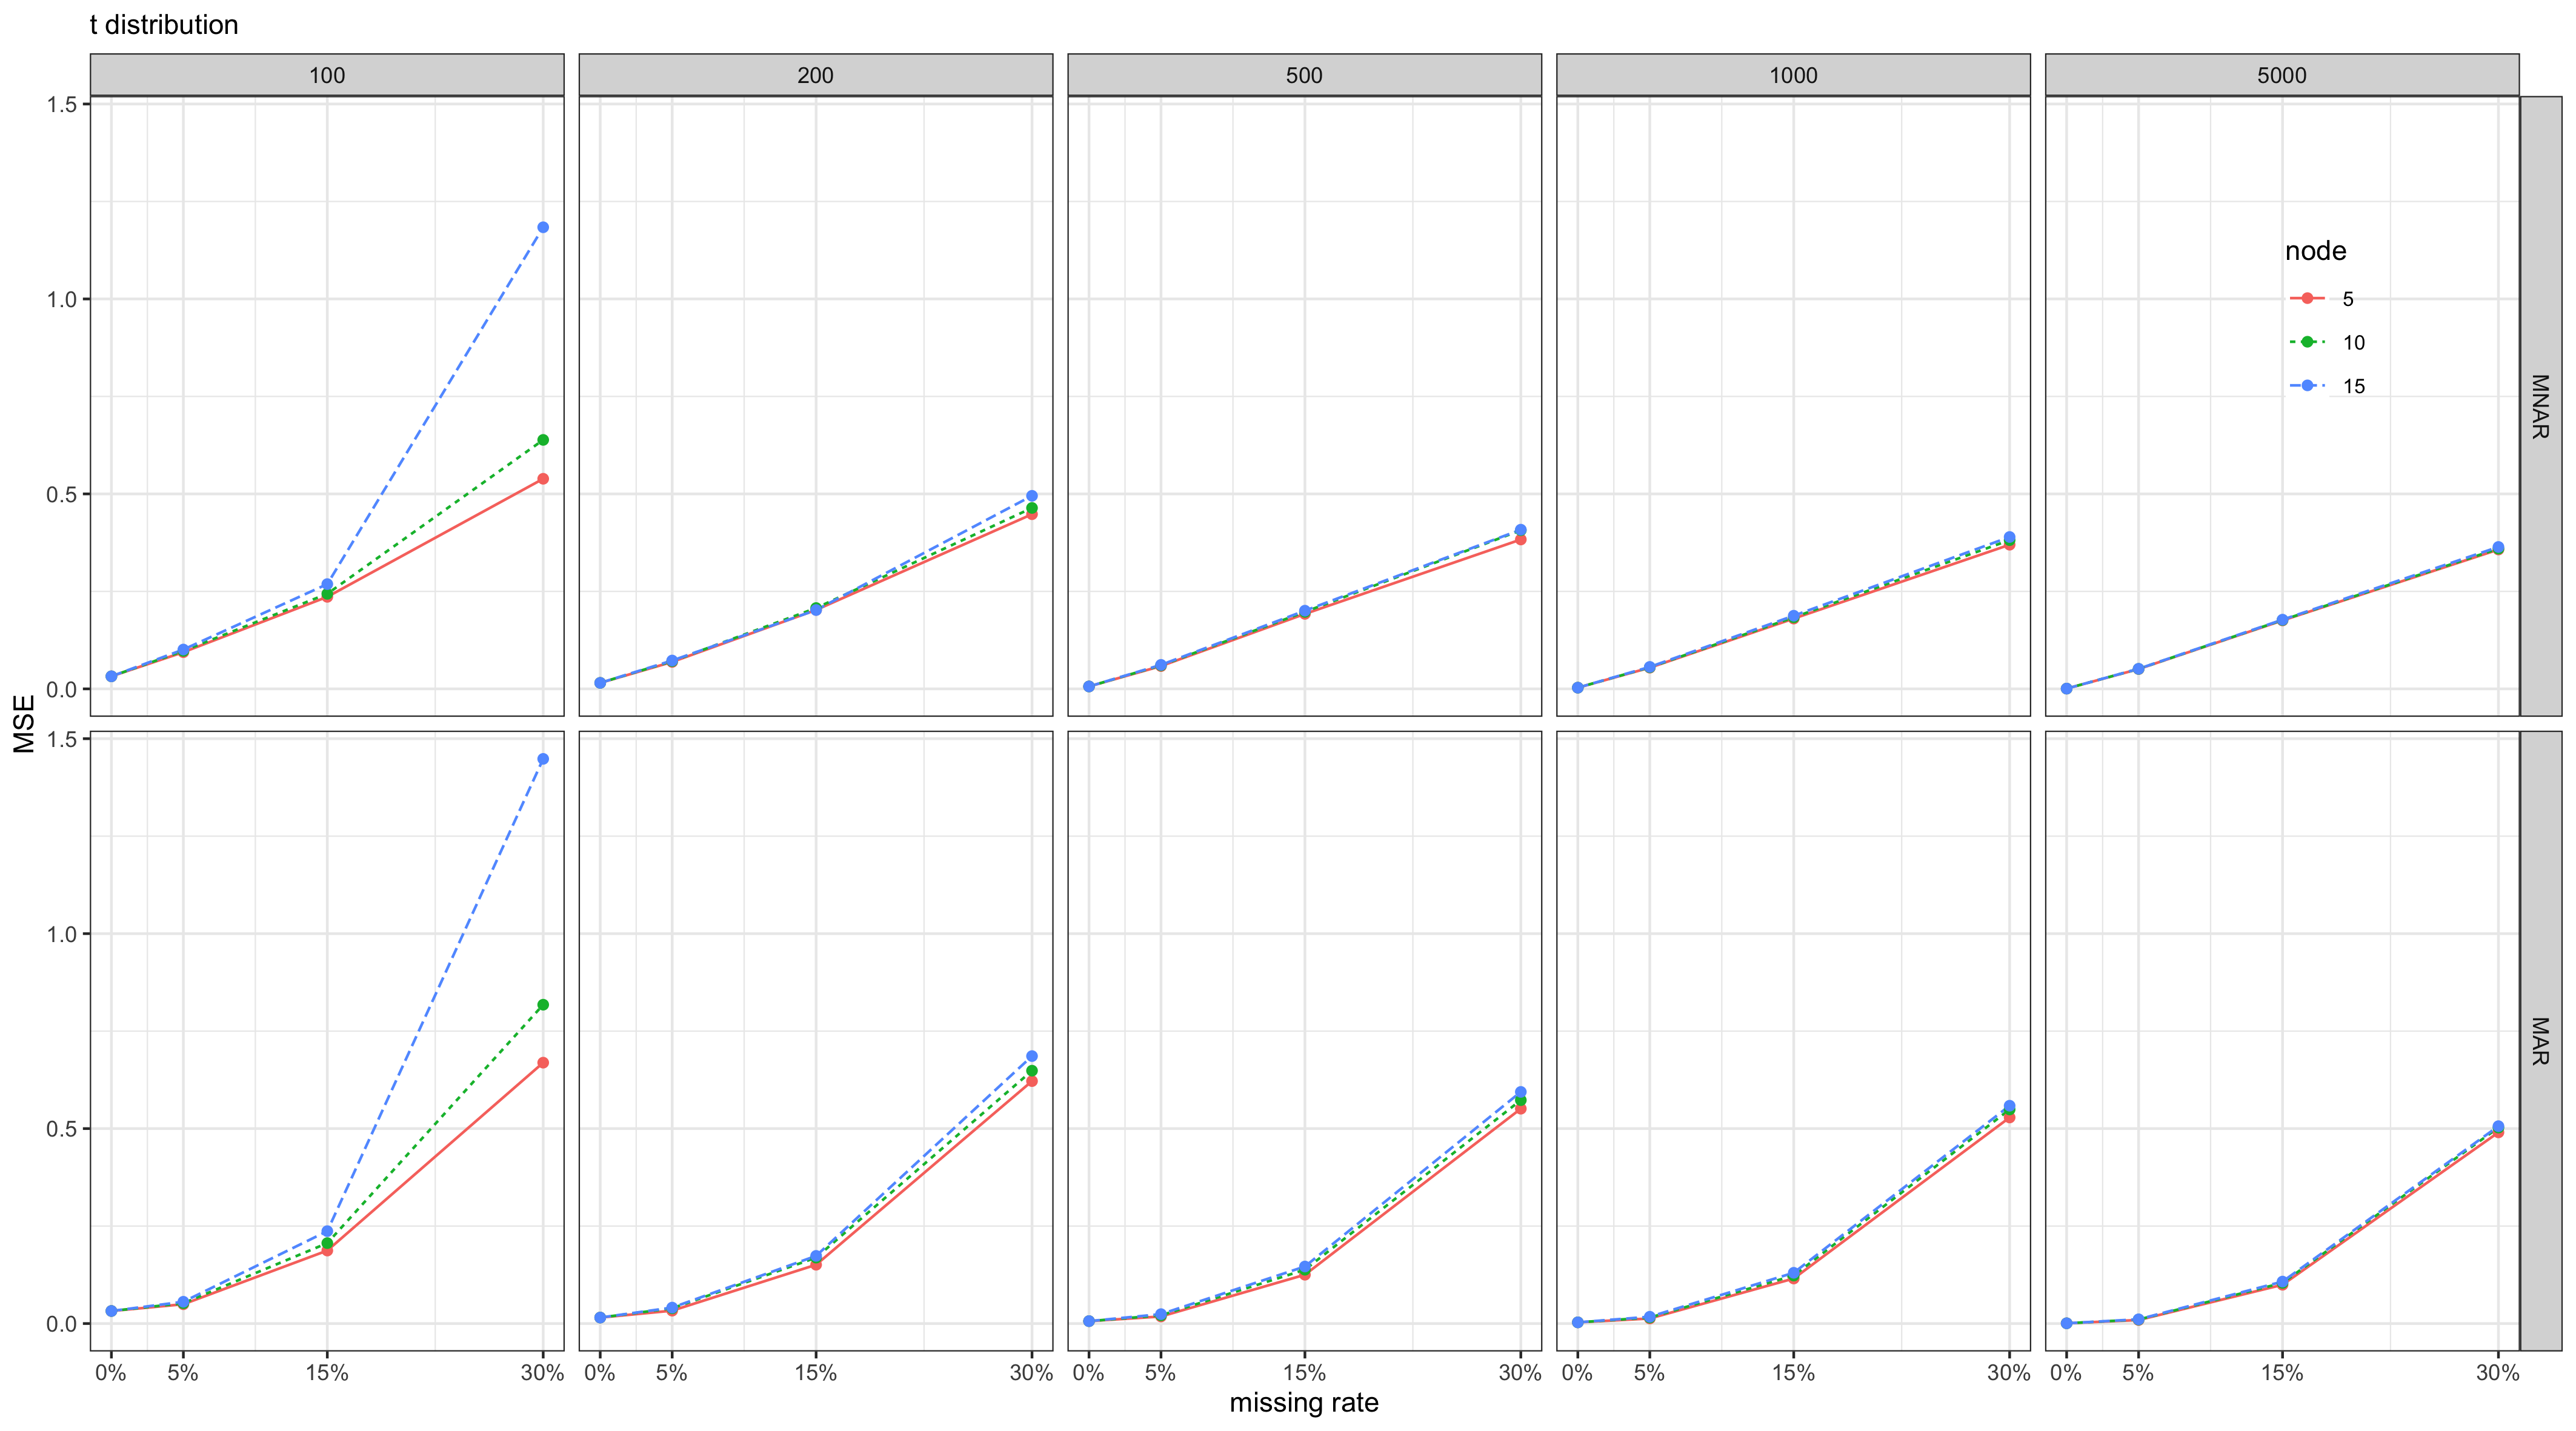 t distribution
100 200 500 1000 5000
1.5
1.0
0.5
0.0
MNAR
node
5
10
15
MSE
1.5
1.0
0.5
0.0
MAR
0% 5% 15% 30% 0% 5% 15% 30% 0% 5% 15% 30% 0% 5% 15% 30% 0% 5% 15% 30%
missing rate